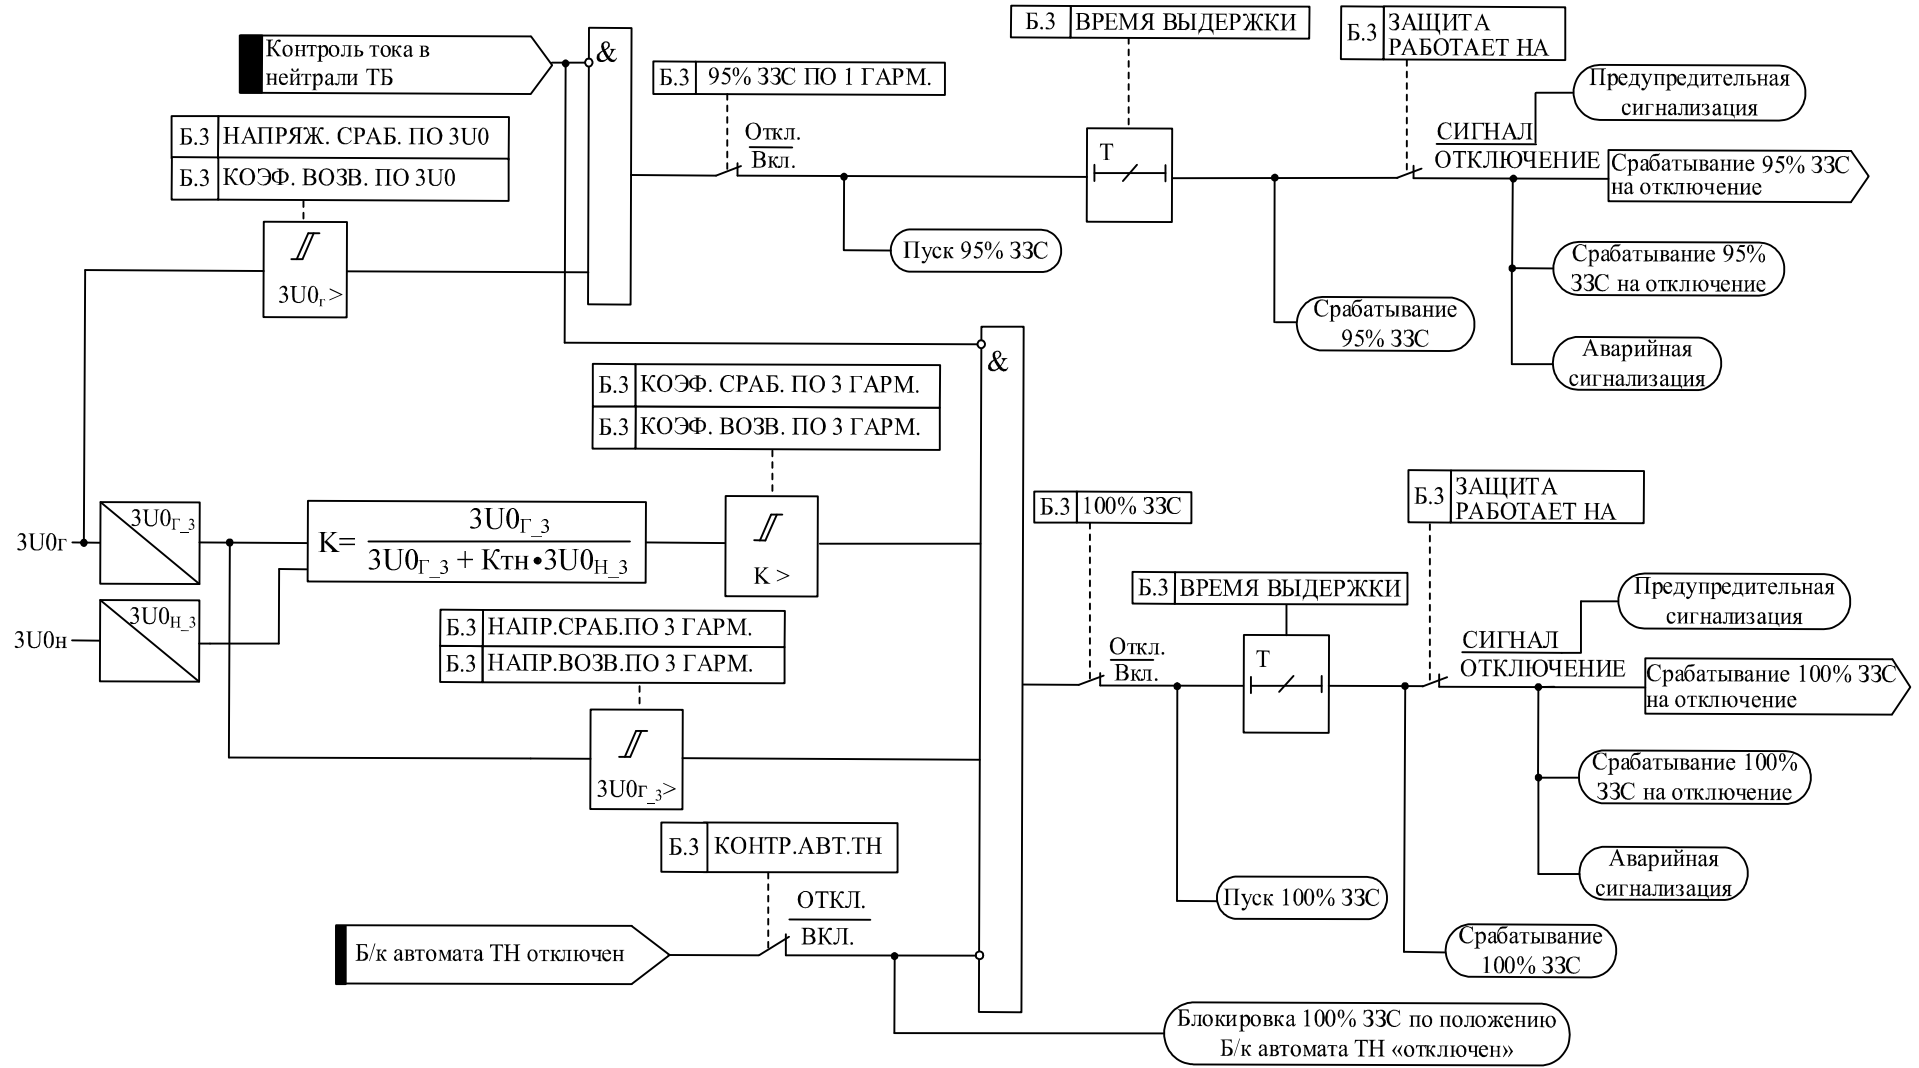 Контроль тока в
нейтрали ТБ
&
Б.3 НАПРЯЖ. СРАБ. ПО 3U0
Б.3 КОЭФ. ВОЗВ. ПО 3U0
3U0г >
Б.3 95% ЗЗС ПО 1 ГАРМ.
Откл.
Вкл.
Пуск 95% ЗЗС
Б.3 ВРЕМЯ ВЫДЕРЖКИ
T
Срабатывание
95% ЗЗС
Б.3 ЗАЩИТА
РАБОТАЕТ НА
СИГНАЛ
ОТКЛЮЧЕНИЕ
Предупредительная
сигнализация
Срабатывание 95% ЗЗС
на отключение
Срабатывание 95%
ЗЗС на отключение
Аварийная
сигнализация
&
Б.3 КОЭФ. СРАБ. ПО 3 ГАРМ.
Б.3 КОЭФ. ВОЗВ. ПО 3 ГАРМ.
3U0г
3U0Г_3
3U0н
3U0Н_3
K= 3U0Г_3
3U0Г_3 + Ктн•3U0Н_3
K >
Б.3 НАПР.СРАБ.ПО 3 ГАРМ.
Б.3 НАПР.ВОЗВ.ПО 3 ГАРМ.
3U0г_3>
Б.3 КОНТР.АВТ.ТН
ОТКЛ.
ВКЛ.
Б/к автомата ТН отключен
Блокировка 100% ЗЗС по положению
Б/к автомата ТН «отключен»
Б.3 100% ЗЗС
Откл.
Вкл.
Пуск 100% ЗЗС
Б.3 ВРЕМЯ ВЫДЕРЖКИ
T
Срабатывание
100% ЗЗС
Б.3 ЗАЩИТА
РАБОТАЕТ НА
СИГНАЛ
ОТКЛЮЧЕНИЕ
Предупредительная
сигнализация
Срабатывание 100% ЗЗС
на отключение
Срабатывание 100%
ЗЗС на отключение
Аварийная
сигнализация